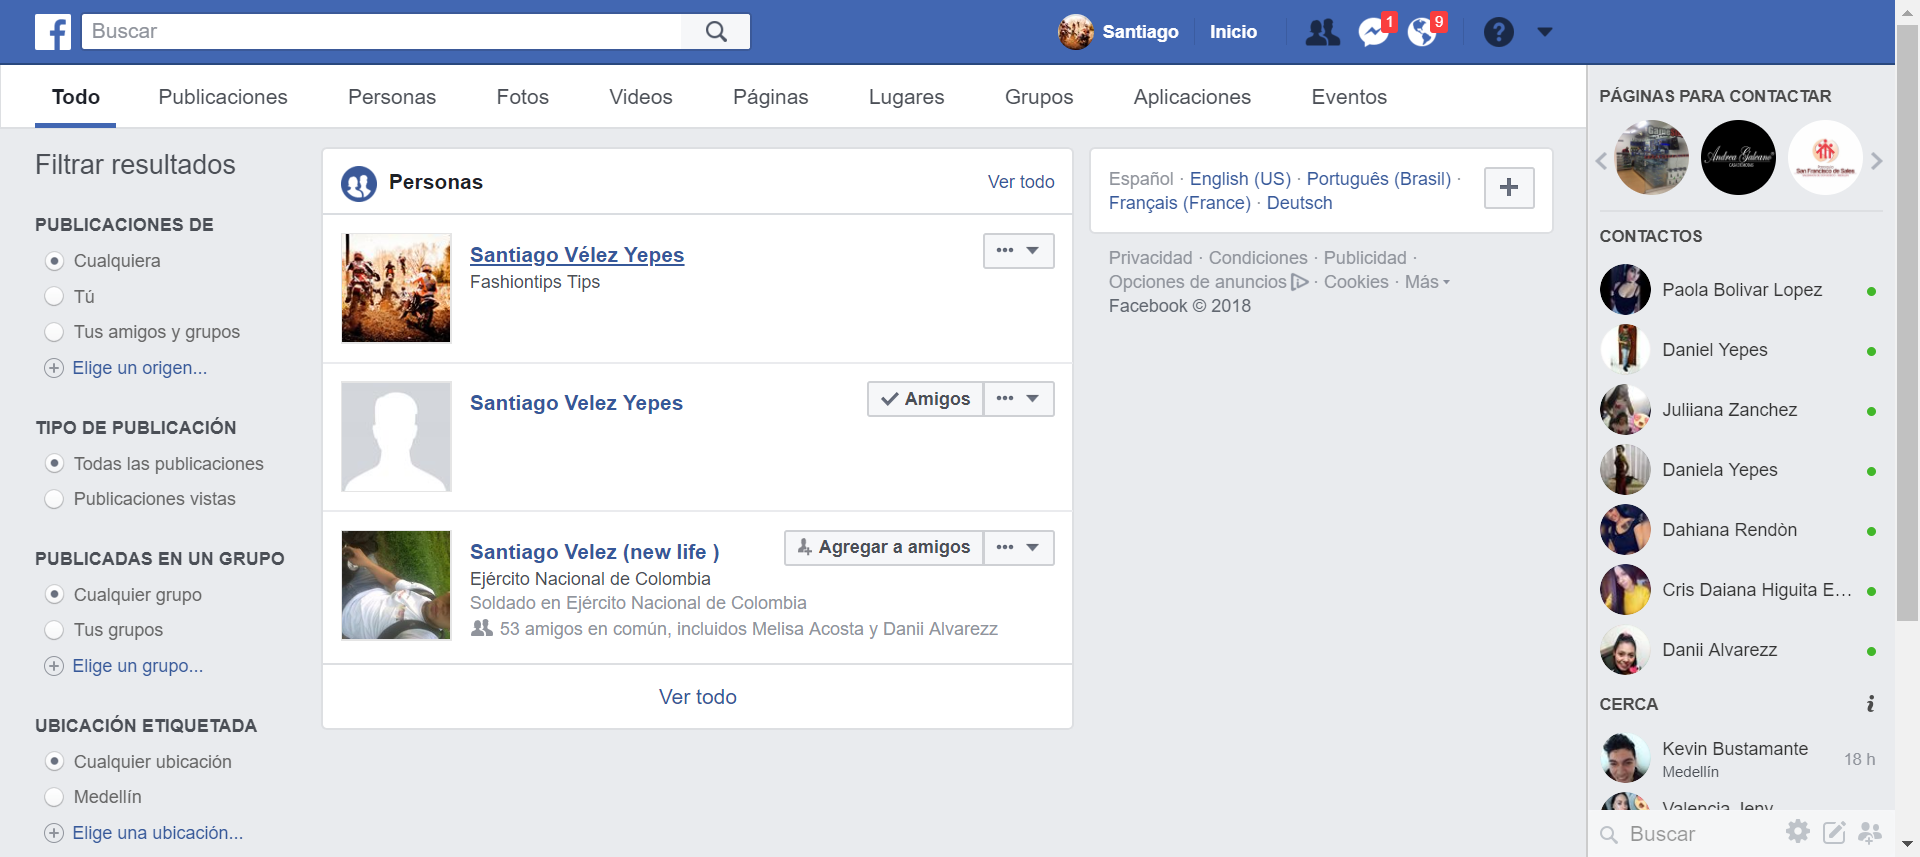 Buscar
Santiago
Inicio
1
9
Todo
Publicaciones
Personas
Fotos
Videos
Páginas
Lugares
Grupos
Aplicaciones
Eventos
Filtrar resultados
PUBLICACIONES DE
Cualquiera
Tú
Tus amigos y grupos
Elige un origen...
TIPO DE PUBLICACIÓN
Todas las publicaciones
Publicaciones vistas
PUBLICADAS EN UN GRUPO
Cualquier grupo
Tus grupos
Elige un grupo...
UBICACIÓN ETIQUETADA
Cualquier ubicación
Medellín
Elige una ubicación...
Personas
Ver todo
Santiago Vélez Yepes
Fashiontips Tips
Santiago Velez Yepes
Amigos
Santiago Velez (new life )
Agregar a amigos
Ejército Nacional de Colombia
Soldado en Ejército Nacional de Colombia
53 amigos en común, incluidos Melisa Acosta y Danii Alvarezz
Ver todo
Español · English (US) · Português (Brasil) ·
Français (France) · Deutsch
Privacidad · Condiciones · Publicidad ·
Opciones de anuncios · Cookies · Más
Facebook © 2018
PÁGINAS PARA CONTACTAR
Andrea Galeano
San Francisco de Sales
CONTACTOS
Paola Bolivar Lopez
Daniel Yepes
Juliiana Zanchez
Daniela Yepes
Dahiana Rendòn
Cris Daiana Higuita E...
Danii Alvarezz
CERCA
Kevin Bustamante
18 h
Medellín
Valencia Jeny
Buscar